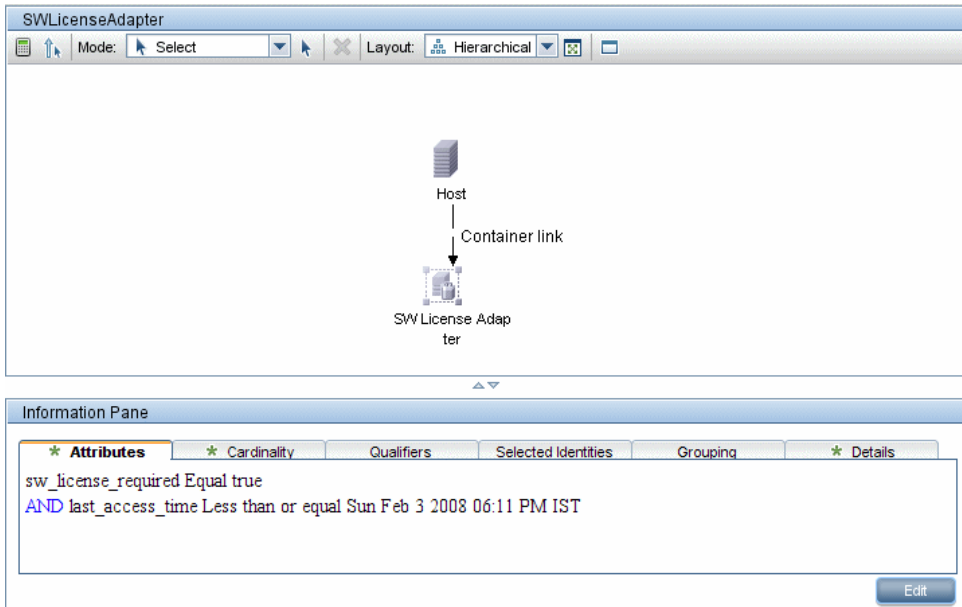 SWLicenseAdapter
Mode: Select Layout: Hierarchical
Host
Container link
SW License Adap
ter
Information Pane
* Attributes * Cardinality Qualifiers Selected Identities Grouping * Details
sw_license_required Equal true
AND last_access_time Less than or equal Sun Feb 3 2008 06:11 PM IST
Edit